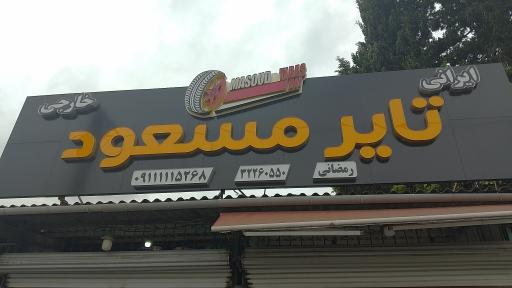 MASOUD
ایرانی
خارجی
تایر مسعود
رمضانی
۳۲۲۶۰۵۵۰
۰۹۱۱۱۱۱۵۲۶۸